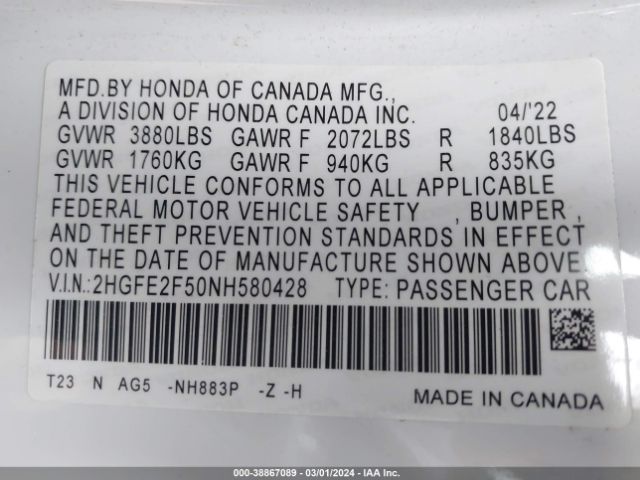 MFD.BY HONDA OF CANADA MFG.,
A DIVISION OF HONDA CANADA INC. 04/'22
GVWR 3880LBS GAWR F 2072LBS R 1840LBS
GVWR 1760KG GAWR F 940KG R 835KG
THIS VEHICLE CONFORMS TO ALL APPLICABLE
FEDERAL MOTOR VEHICLE SAFETY , BUMPER ,
AND THEFT PREVENTION STANDARDS IN EFFECT
ON THE DATE OF MANUFACTURE SHOWN ABOVE.
V.I.N.:2HGFE2F50NH580428 TYPE: PASSENGER CAR
T23 N AG5 -NH883P -Z -H
MADE IN CANADA
000-38867089 — 03/01/2024 — IAA Inc.